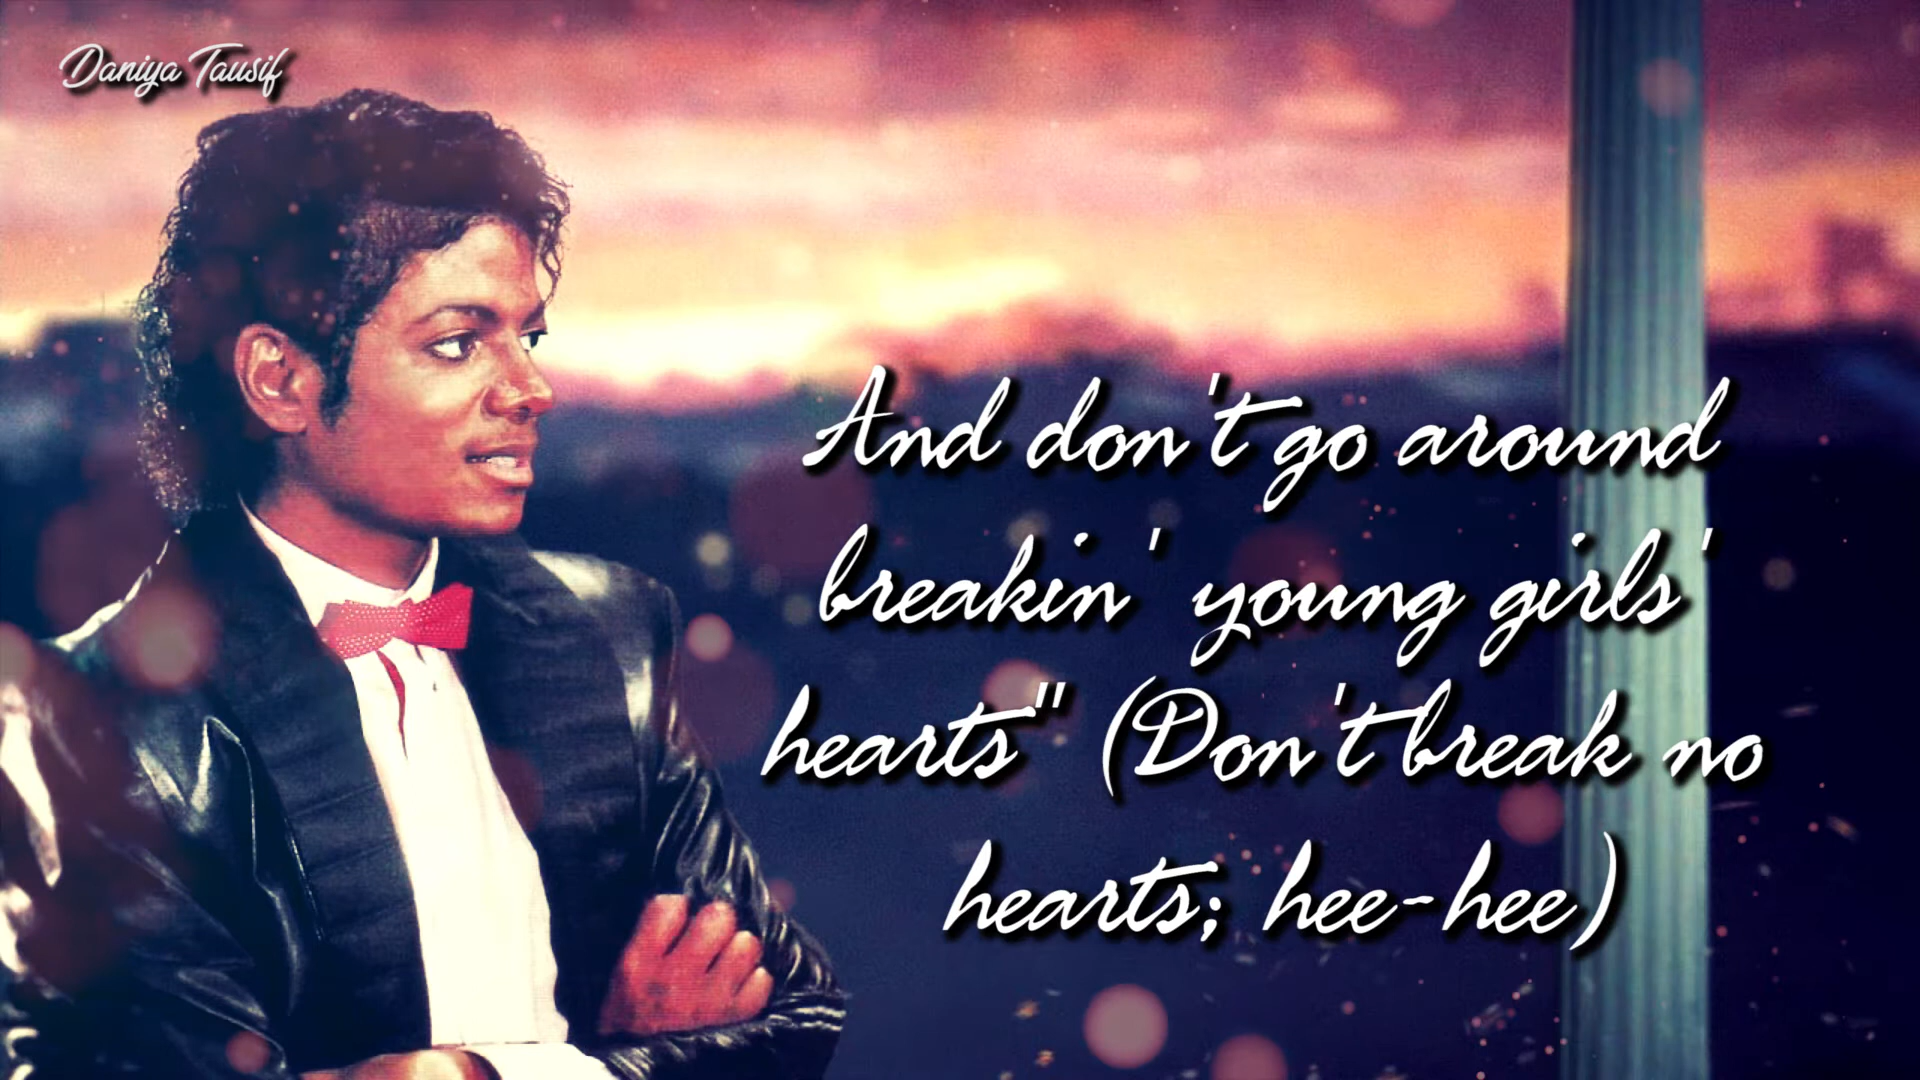 Daniya Tausif
And don't go around
breakin' young girls'
hearts" (Don't break no
hearts; hee-hee)